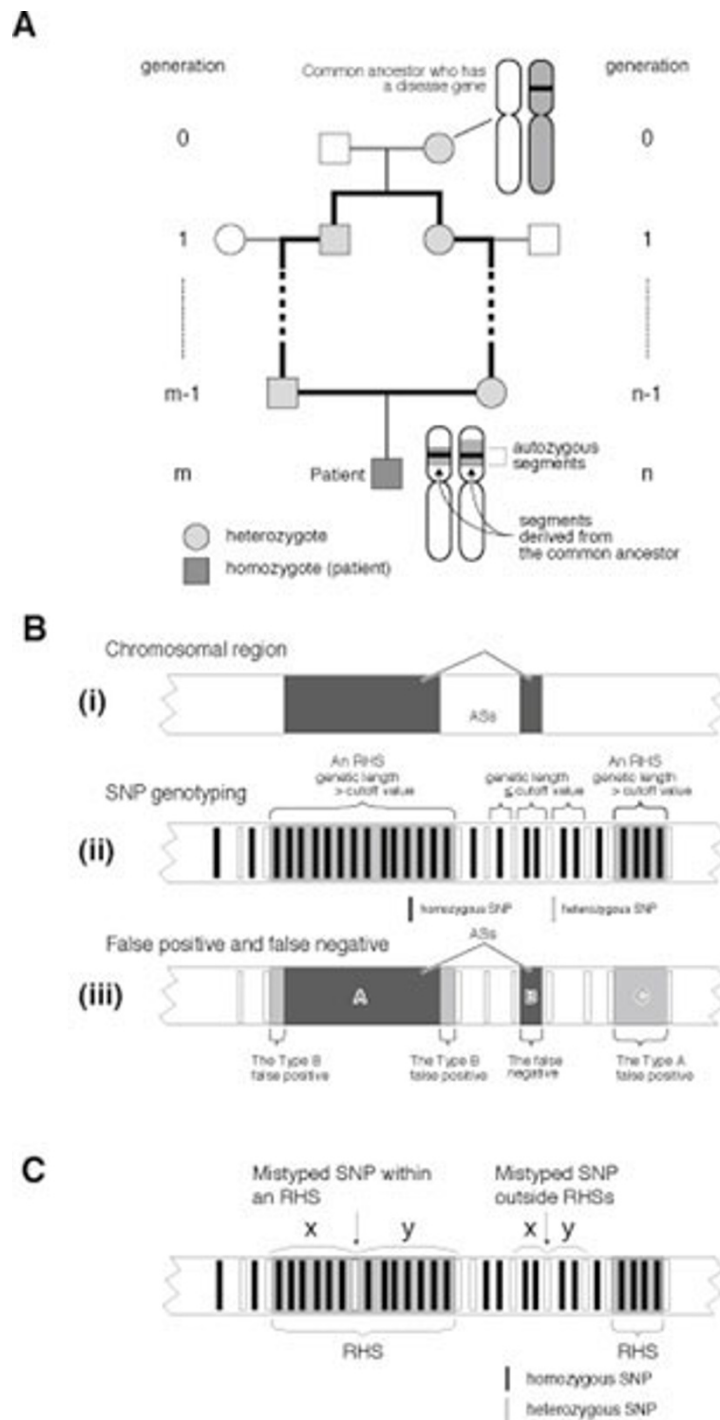 A
generation
Common ancestor who has
a disease gene
generation
0
0
1
1
m-1
n-1
m
Patient
n
autozygous
segments
segments
derived from
the common ancestor
heterozygote
homozygote (patient)
B
Chromosomal region
(i)
ASs
An RHS
genetic length
> cutoff value
genetic length
≦ cutoff value
An RHS
genetic length
> cutoff value
SNP genotyping
(ii)
homozygous SNP
heterozygous SNP
False positive and false negative
ASs
(iii)
A
B
C
The Type B
false positive
The Type B
false positive
The false
negative
The Type A
false positive
C
Mistyped SNP within
an RHS
Mistyped SNP
outside RHSs
x
y
x
y
RHS
RHS
homozygous SNP
heterozygous SNP